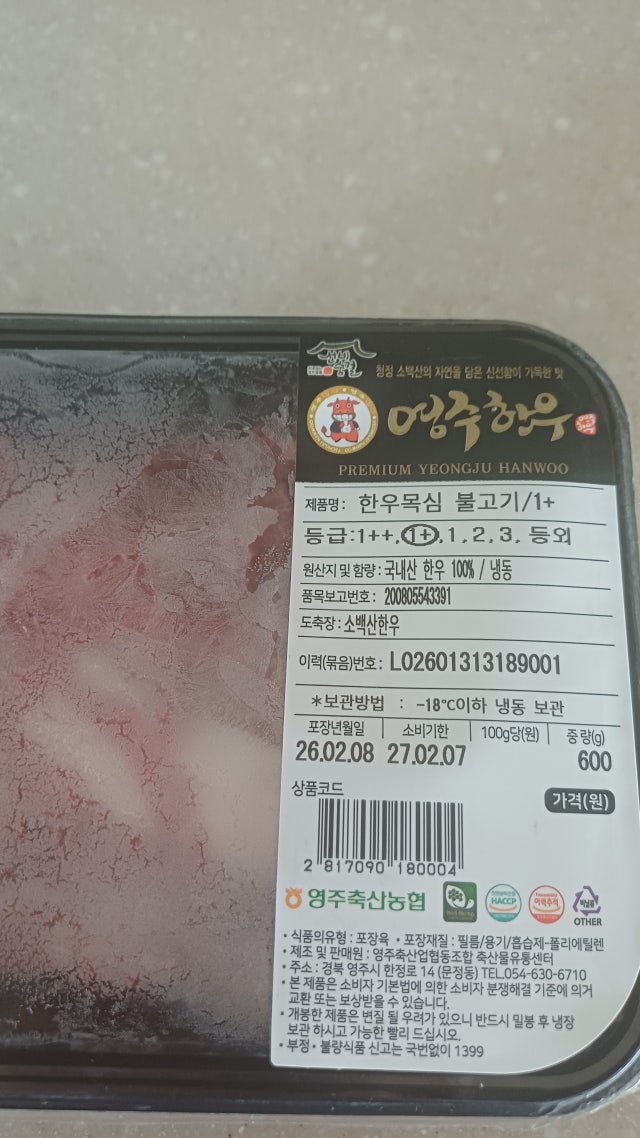 선비숨결
청정 소백산의 자연을 담은 신선함이 가득한 맛
영주한우
PREMIUM YEONGJU HANWOO
제품명: 한우목심 불고기/1+
등급:1++,1+,1, 2, 3, 등외
원산지 및 함량: 국내산 한우 100% / 냉동
품목보고번호: 200805543391
도축장: 소백산한우
이력(묶음)번호: L02601313189001
*보관방법 : -18℃이하 냉동 보관
포장년월일 소비기한 100g당(원) 중량(g)
26.02.08 27.02.07 600
상품코드 가격(원)
2 817090 180004
영주축산농협 HACCP 이력추적 비닐류 OTHER
• 식품의유형 : 포장육 • 포장재질 : 필름/용기/흡습제-폴리에틸렌
• 제조 및 판매원 : 영주축산업협동조합 축산물유통센터
• 주소 : 경북 영주시 한정로 14 (문정동) TEL.054-630-6710
• 본 제품은 소비자 기본법에 의한 소비자 분쟁해결 기준에 의거
교환 또는 보상받을 수 있습니다.
• 개봉한 제품은 변질 될 우려가 있으니 반드시 밀봉 후 냉장
보관 하시고 가능한 빨리 드십시오.
• 부정• 불량식품 신고는 국번없이 1399